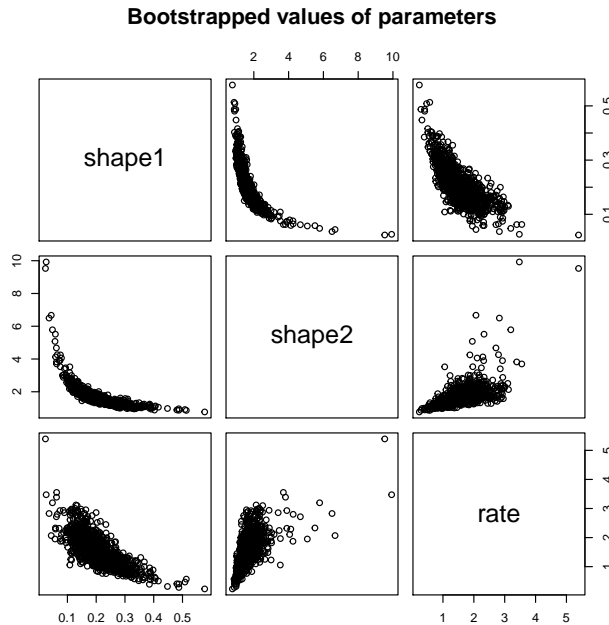 Bootstrapped values of parameters
2 4 6 8 10
shape1
0.1 0.3 0.5
2 4 6 8 10
shape2
rate
1 2 3 4 5
0.1 0.2 0.3 0.4 0.5
1 2 3 4 5